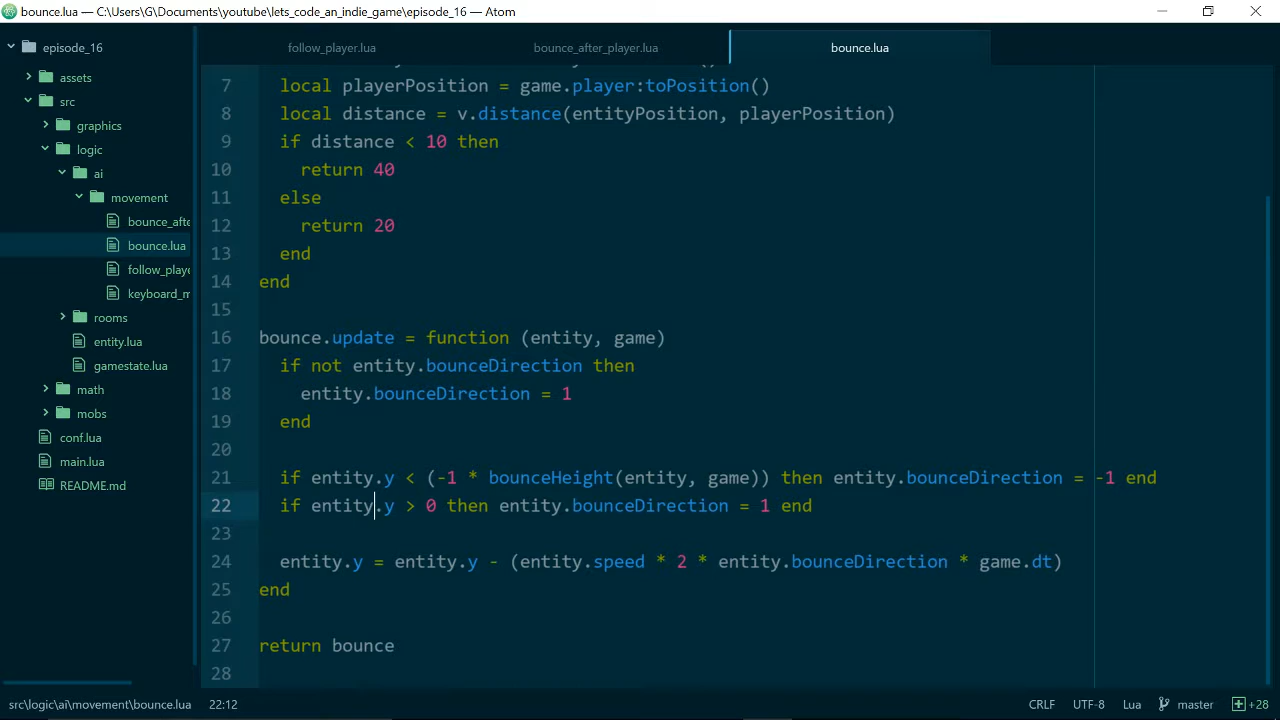 bounce.lua — C:\Users\G\Documents\youtube\lets_code_an_indie_game\episode_16 — Atom
episode_16
assets
src
graphics
logic
ai
movement
bounce_afte
bounce.lua
follow_playe
keyboard_m
rooms
entity.lua
gamestate.lua
math
mobs
conf.lua
main.lua
README.md
follow_player.lua
bounce_after_player.lua
bounce.lua
7 local playerPosition = game.player:toPosition()
8 local distance = v.distance(entityPosition, playerPosition)
9 if distance < 10 then
10 return 40
11 else
12 return 20
13 end
14 end
15
16 bounce.update = function (entity, game)
17 if not entity.bounceDirection then
18 entity.bounceDirection = 1
19 end
20
21 if entity.y < (-1 * bounceHeight(entity, game)) then entity.bounceDirection = -1 end
22 if entity.y > 0 then entity.bounceDirection = 1 end
23
24 entity.y = entity.y - (entity.speed * 2 * entity.bounceDirection * game.dt)
25 end
26
27 return bounce
28
src\logic\ai\movement\bounce.lua 22:12 CRLF UTF-8 Lua master +28